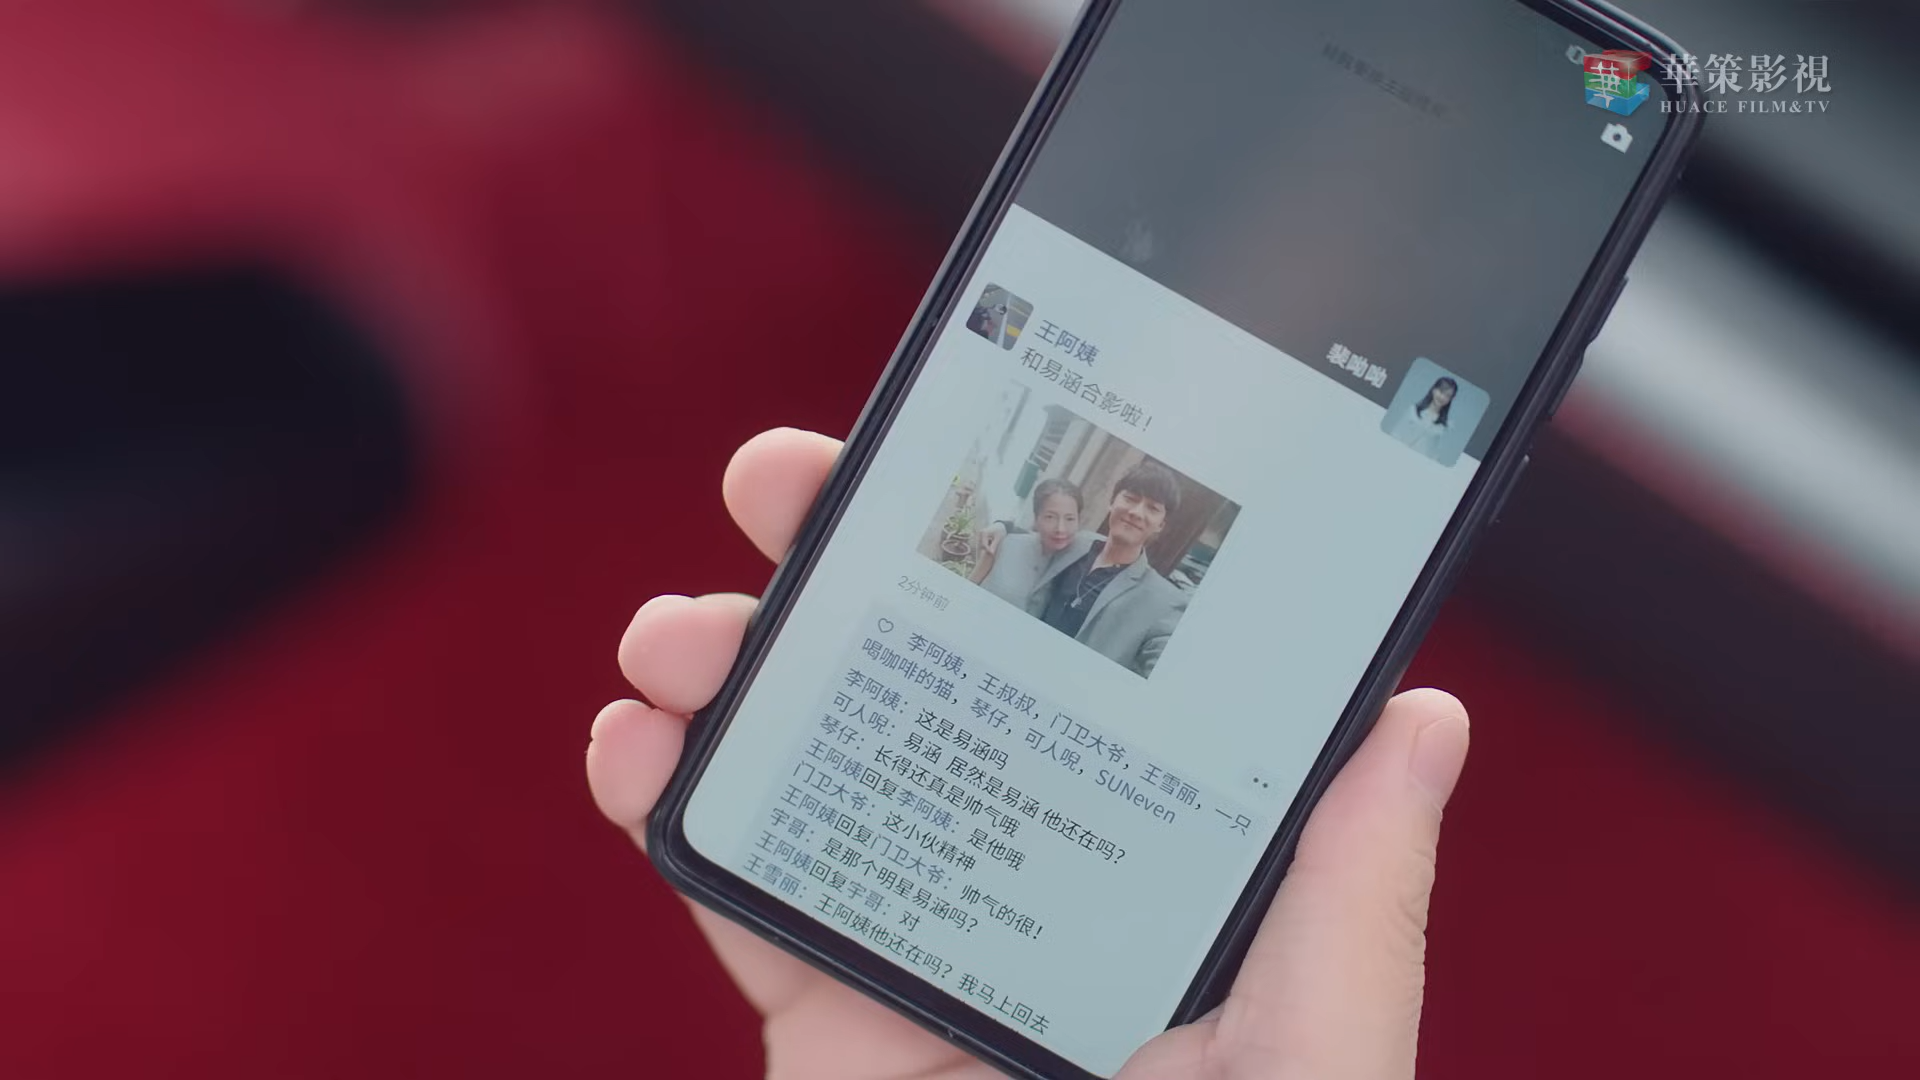 華策影視
HUACE FILM&TV
裴呦呦
王阿姨
和易涵合影啦！
2分钟前
李阿姨，王叔叔，门卫大爷，王雪丽，一只
喝咖啡的猫，琴仔，可人呢，SUNeven
李阿姨：这是易涵吗
可人呢：易涵 居然是易涵 他还在吗？
琴仔：长得还真是帅气哦
王阿姨回复李阿姨：是他哦
门卫大爷：这小伙精神
王阿姨回复门卫大爷：帅气的很！
宇哥：是那个明星易涵吗？
王阿姨回复宇哥：对
王雪丽：王阿姨他还在吗？我马上回去